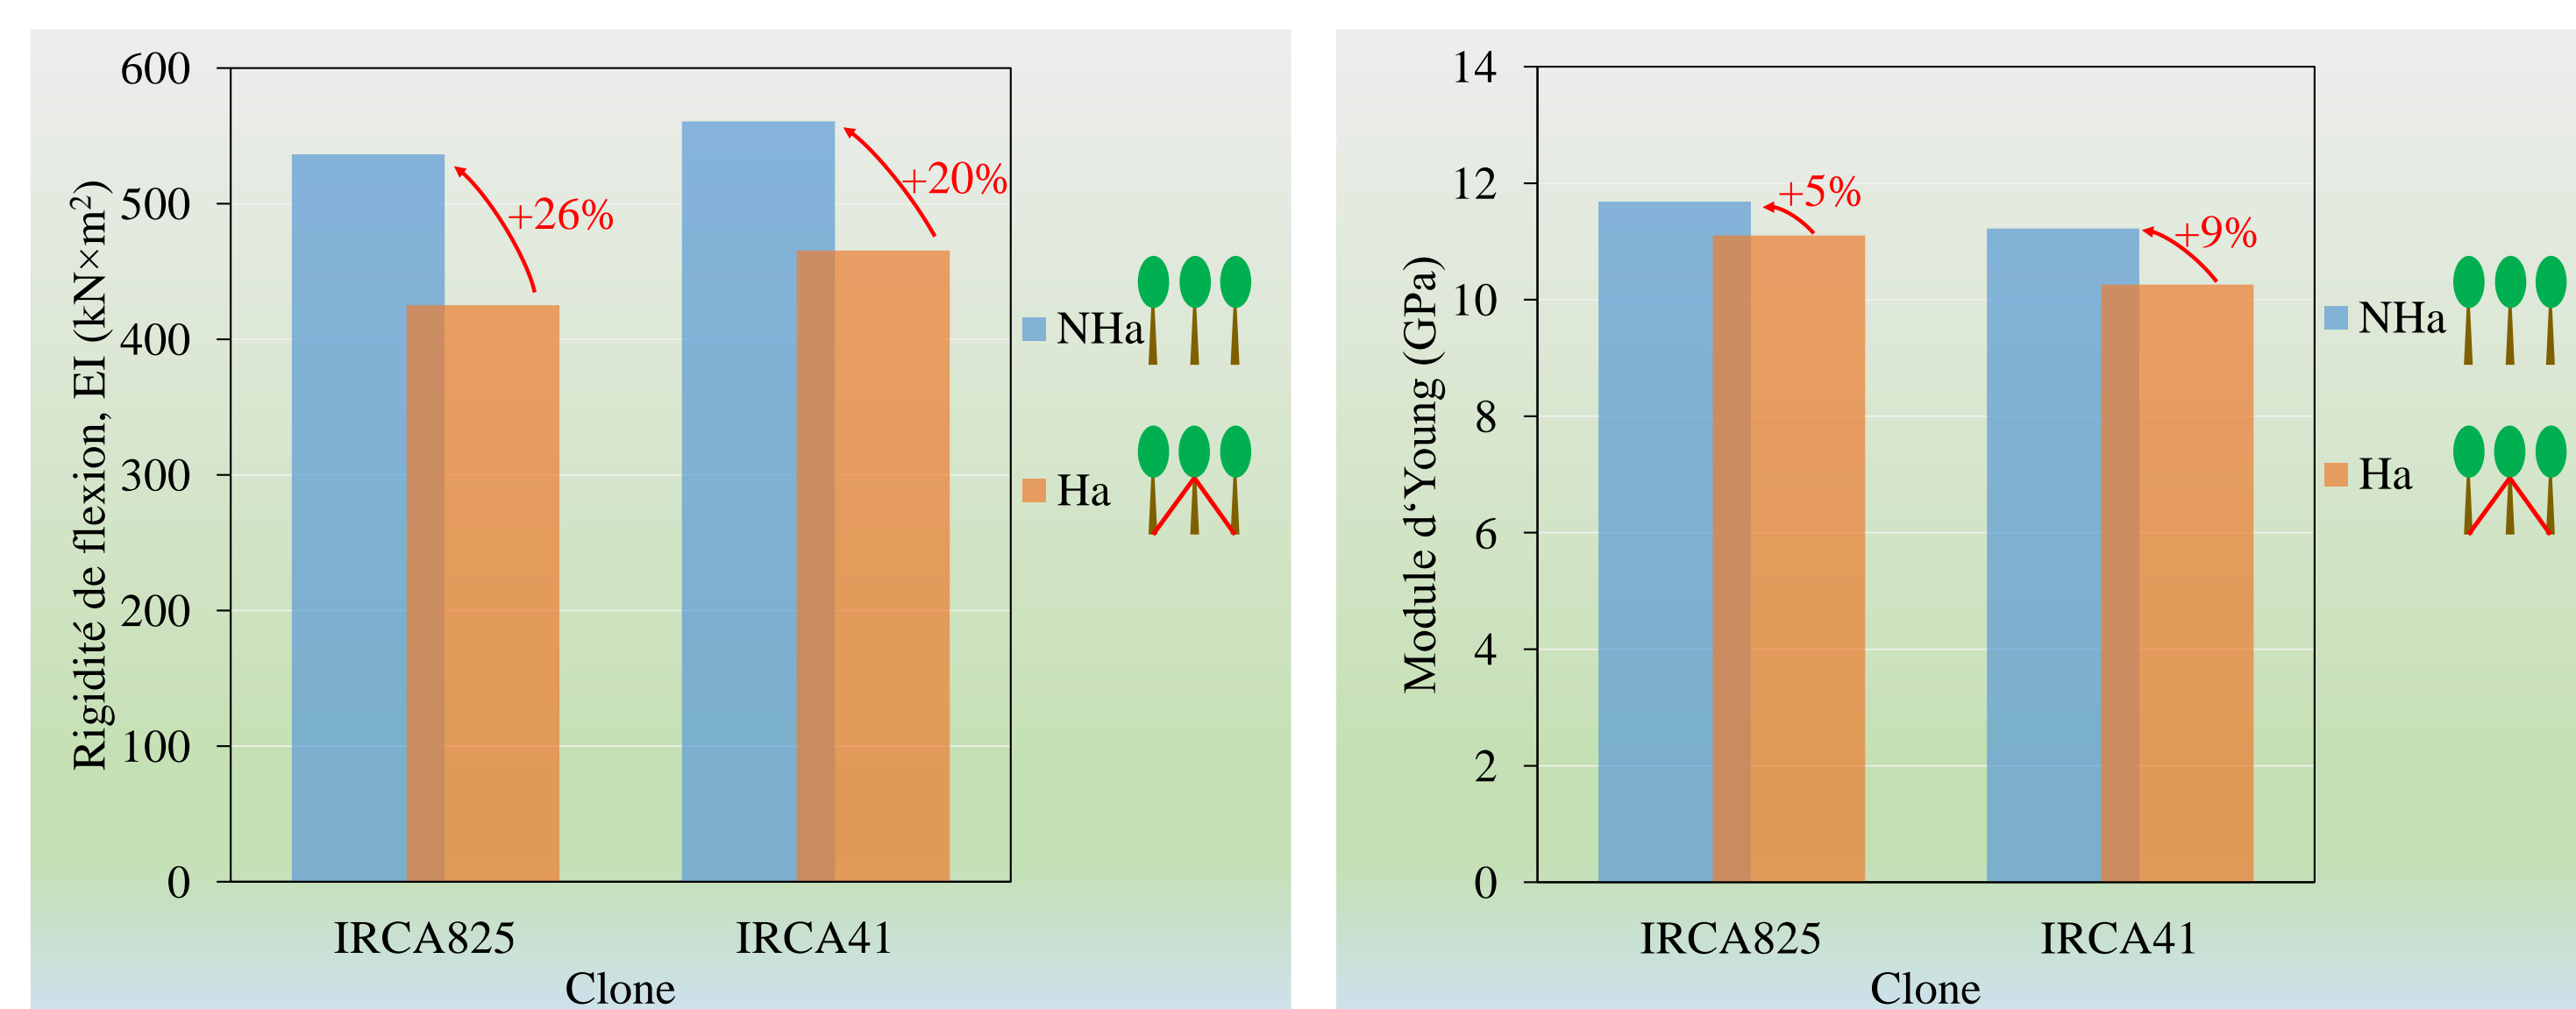 600
500
400
300
200
100
0
Rigidité de flexion, EI (kN×m²)
+26%
+20%
NHa
Ha
IRCA825
IRCA41
Clone
14
12
10
8
6
4
2
0
Module d‘Young (GPa)
+5%
+9%
NHa
Ha
IRCA825
IRCA41
Clone